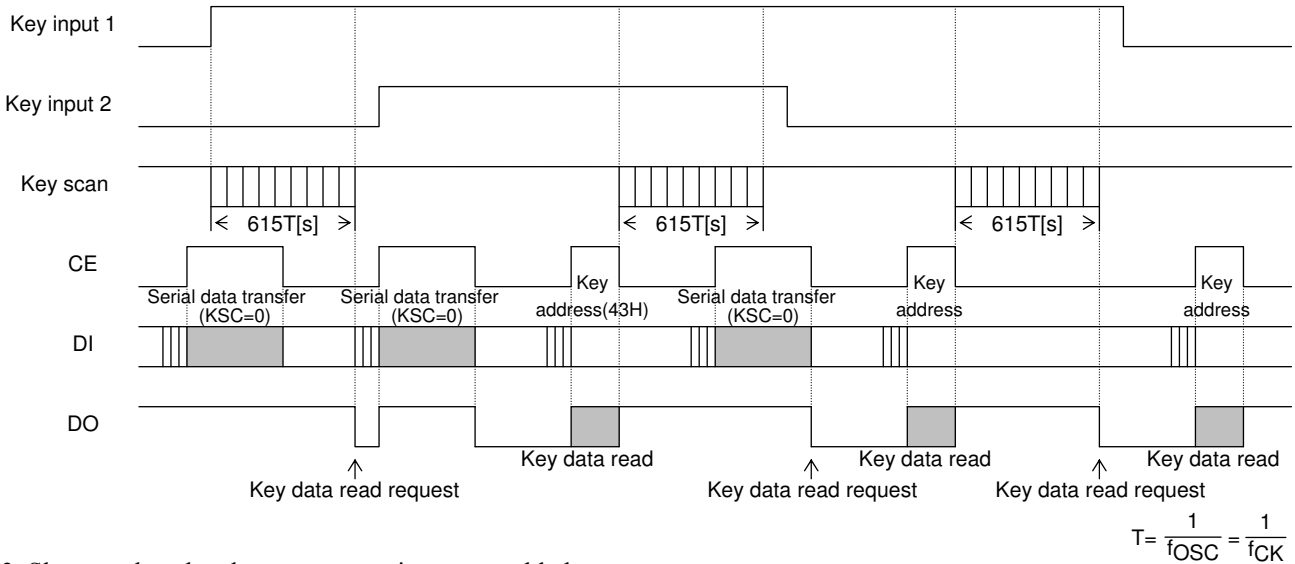 Key input 1
Key input 2
Key scan
615T[s] 615T[s] 615T[s]
CE
Serial data transfer (KSC=0)
Serial data transfer (KSC=0)
Key address(43H)
Serial data transfer (KSC=0)
Key address
Key address
DI
DO
Key data read Key data read Key data read
Key data read request Key data read request Key data read request
T= 1/fOSC = 1/fCK